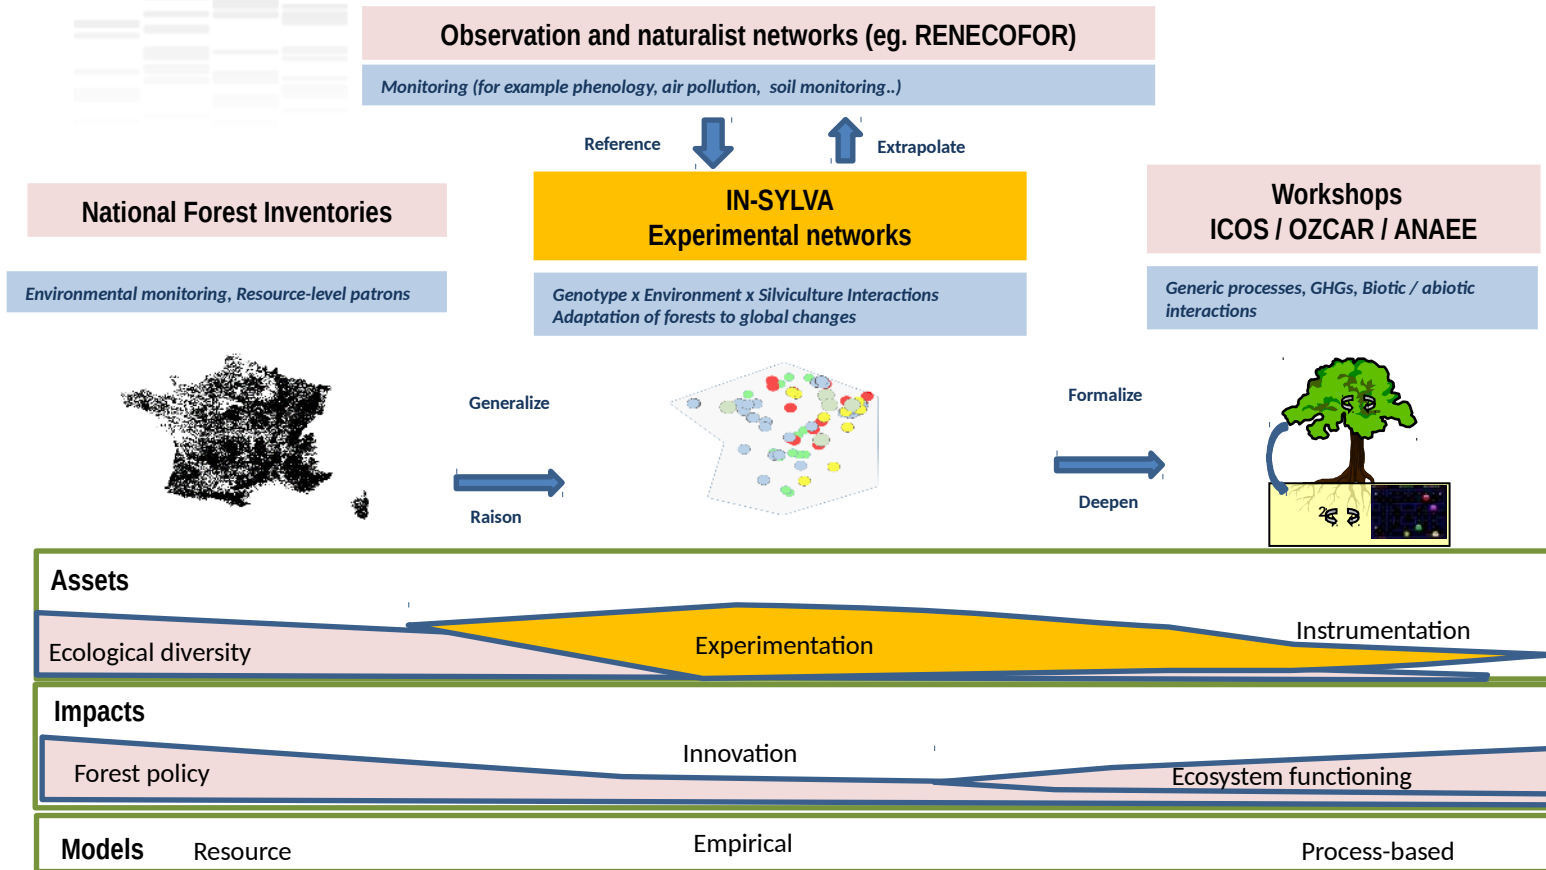 Observation and naturalist networks (eg. RENECOFOR)
Monitoring (for example phenology, air pollution, soil monitoring..)
Reference
Extrapolate
National Forest Inventories
IN-SYLVA
Experimental networks
Workshops
ICOS / OZCAR / ANAEE
Environmental monitoring, Resource-level patrons
Genotype x Environment x Silviculture Interactions
Adaptation of forests to global changes
Generic processes, GHGs, Biotic / abiotic
interactions
Generalize
Raison
Formalize
Deepen
Assets
Ecological diversity
Experimentation
Instrumentation
Impacts
Forest policy
Innovation
Ecosystem functioning
Models
Resource
Empirical
Process-based